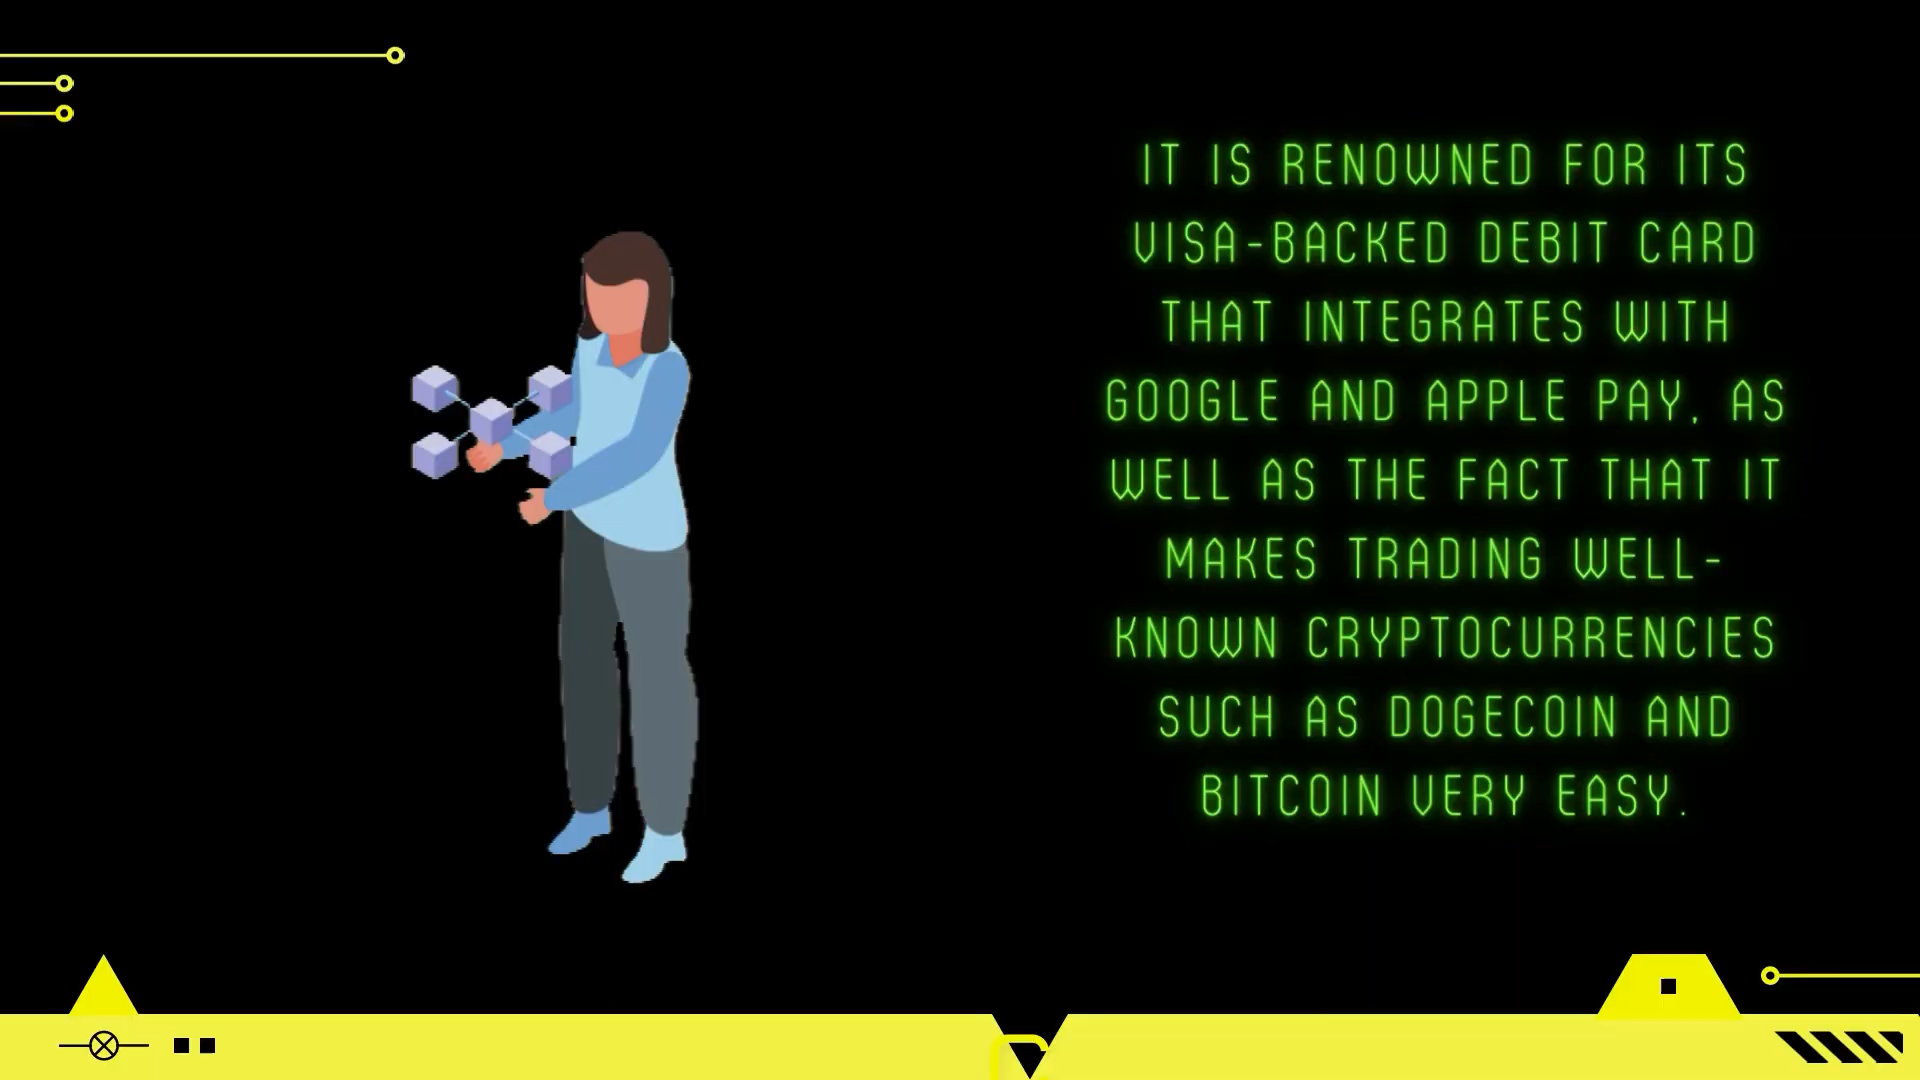 IT IS RENOWNED FOR ITS
VISA-BACKED DEBIT CARD
THAT INTEGRATES WITH
GOOGLE AND APPLE PAY, AS
WELL AS THE FACT THAT IT
MAKES TRADING WELL-
KNOWN CRYPTOCURRENCIES
SUCH AS DOGECOIN AND
BITCOIN VERY EASY.